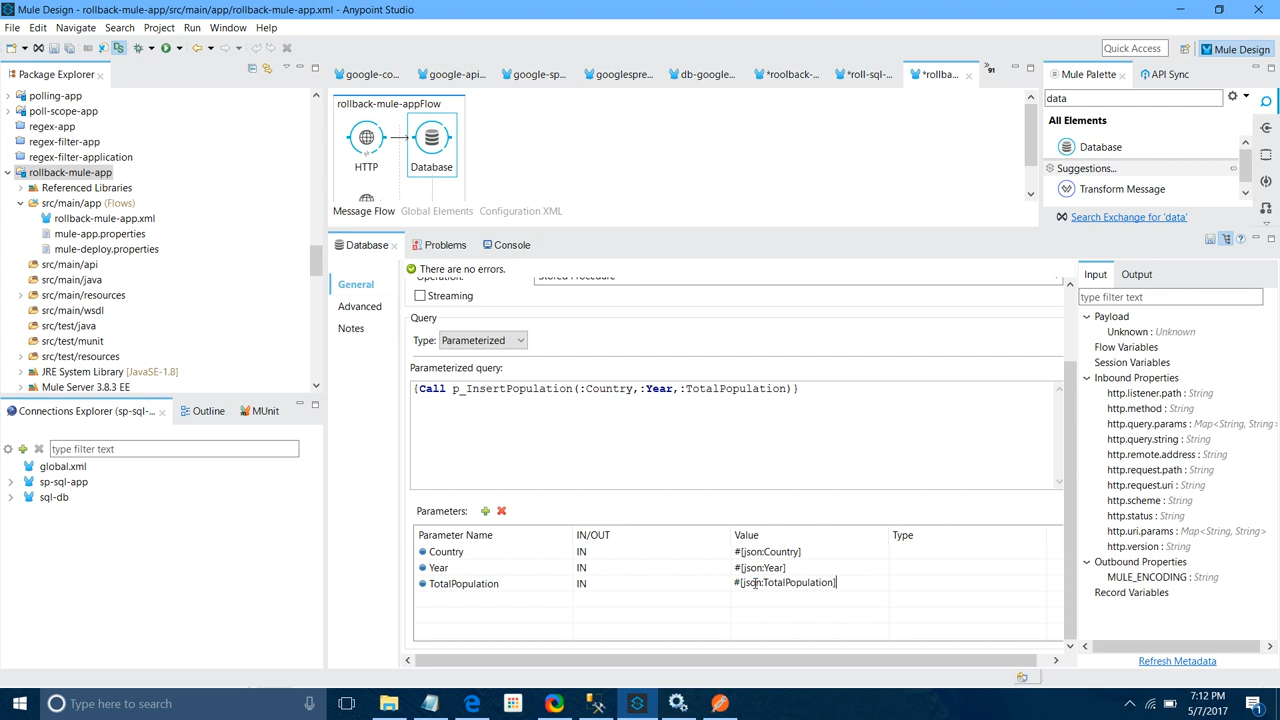 Mule Design - rollback-mule-app/src/main/app/rollback-mule-app.xml - Anypoint Studio
File Edit Navigate Search Project Run Window Help
Quick Access
Mule Design
Package Explorer
google-co...
google-api...
google-sp...
googlespre...
db-google...
*roolback-...
*roll-sql-...
*rollba...
»91
Mule Palette
API Sync
polling-app
poll-scope-app
regex-app
regex-filter-app
regex-filter-application
rollback-mule-app
Referenced Libraries
src/main/app (Flows)
rollback-mule-app.xml
mule-app.properties
mule-deploy.properties
src/main/api
src/main/java
src/main/resources
src/main/wsdl
src/test/java
src/test/munit
src/test/resources
JRE System Library [JavaSE-1.8]
Mule Server 3.8.3 EE
rollback-mule-appFlow
HTTP
Database
Message Flow Global Elements Configuration XML
data
All Elements
Database
Suggestions...
Transform Message
Search Exchange for 'data'
Database
Problems
Console
There are no errors.
General
Advanced
Notes
Operation:
Stored Procedure
Streaming
Query
Type: Parameterized
Parameterized query:
{Call p_InsertPopulation(:Country,:Year,:TotalPopulation)}
Parameters:
Parameter Name IN/OUT Value Type
Country IN #[json:Country]
Year IN #[json:Year]
TotalPopulation IN #[json:TotalPopulation]
Input Output
type filter text
Payload
Unknown : Unknown
Flow Variables
Session Variables
Inbound Properties
http.listener.path : String
http.method : String
http.query.params : Map<String, String>
http.query.string : String
http.remote.address : String
http.request.path : String
http.request.uri : String
http.scheme : String
http.status : String
http.uri.params : Map<String, String>
http.version : String
Outbound Properties
MULE_ENCODING : String
Record Variables
Refresh Metadata
Connections Explorer (sp-sql-...
Outline
MUnit
type filter text
global.xml
sp-sql-app
sql-db
Type here to search
7:12 PM
5/7/2017
1